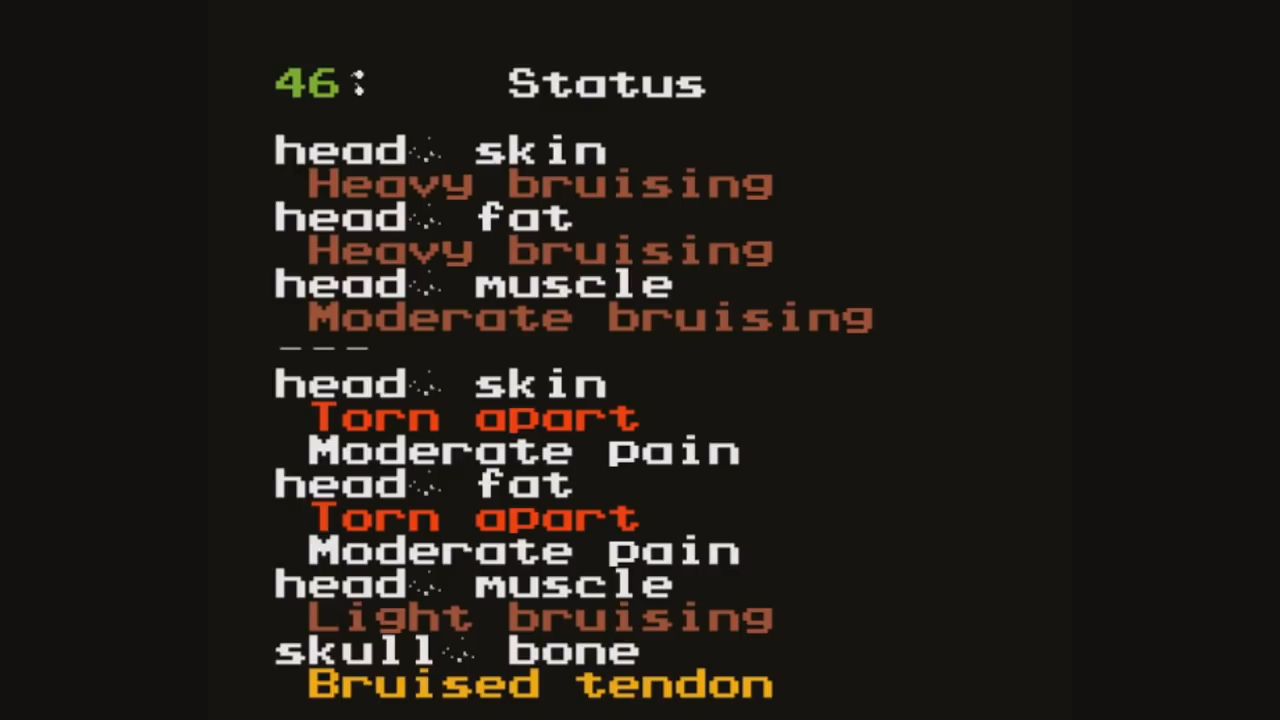 46: Status
head skin
Heavy bruising
head fat
Heavy bruising
head muscle
Moderate bruising
---
head skin
Torn apart
Moderate pain
head fat
Torn apart
Moderate pain
head muscle
Light bruising
skull bone
Bruised tendon